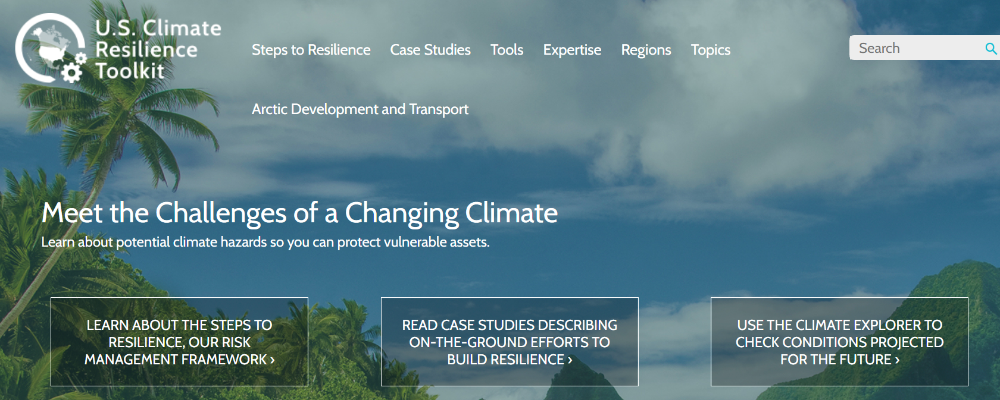 U.S. Climate
Resilience
Toolkit
Steps to Resilience Case Studies Tools Expertise Regions Topics
Search
Arctic Development and Transport
Meet the Challenges of a Changing Climate
Learn about potential climate hazards so you can protect vulnerable assets.
LEARN ABOUT THE STEPS TO
RESILIENCE, OUR RISK
MANAGEMENT FRAMEWORK ›
READ CASE STUDIES DESCRIBING
ON-THE-GROUND EFFORTS TO
BUILD RESILIENCE ›
USE THE CLIMATE EXPLORER TO
CHECK CONDITIONS PROJECTED
FOR THE FUTURE ›